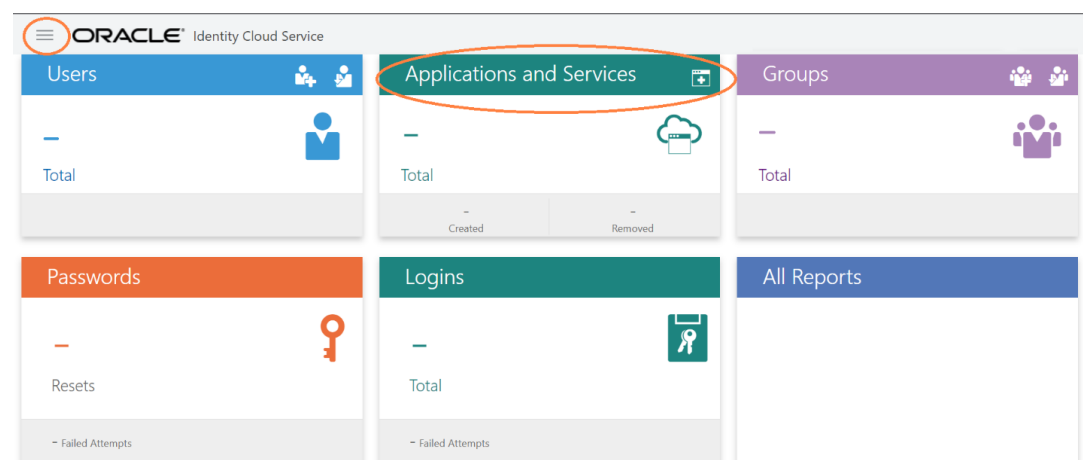 ORACLE® Identity Cloud Service
Users
Applications and Services
Groups
–
Total
–
Total
–
Total
-
Created
-
Removed
Passwords
Logins
All Reports
–
Resets
–
Total
- Failed Attempts
- Failed Attempts